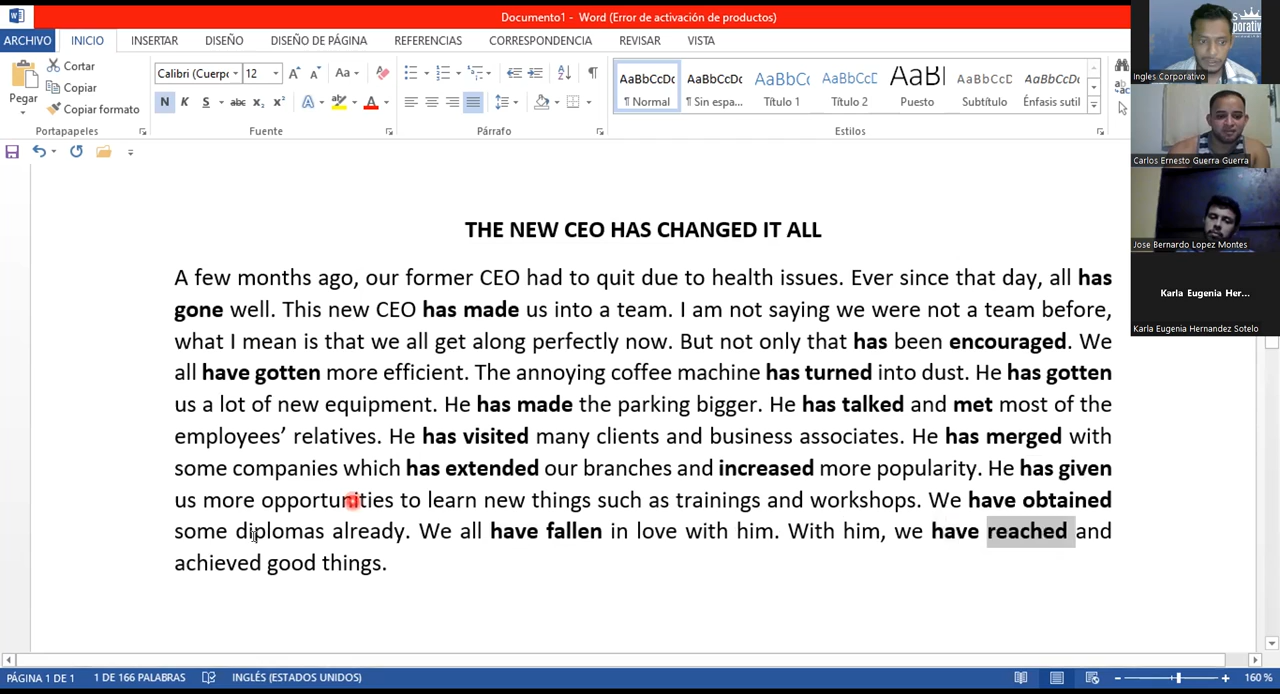 Documento1 - Word (Error de activación de productos)
ARCHIVO INICIO INSERTAR DISEÑO DISEÑO DE PÁGINA REFERENCIAS CORRESPONDENCIA REVISAR VISTA
Pegar
Cortar
Copiar
Copiar formato
Portapapeles
Calibri (Cuerpo 12
Fuente
Párrafo
AaBbCcDc AaBbCcDc AaBbCc AaBbCcC AaBl AaBbCcD AaBbCcDc
¶ Normal ¶ Sin espa... Título 1 Título 2 Puesto Subtítulo Énfasis sutil
Estilos
Ingles Corporativo
Carlos Ernesto Guerra Guerra
Jose Bernardo Lopez Montes
Karla Eugenia Her...
Karla Eugenia Hernandez Sotelo
THE NEW CEO HAS CHANGED IT ALL
A few months ago, our former CEO had to quit due to health issues. Ever since that day, all has
gone well. This new CEO has made us into a team. I am not saying we were not a team before,
what I mean is that we all get along perfectly now. But not only that has been encouraged. We
all have gotten more efficient. The annoying coffee machine has turned into dust. He has gotten
us a lot of new equipment. He has made the parking bigger. He has talked and met most of the
employees’ relatives. He has visited many clients and business associates. He has merged with
some companies which has extended our branches and increased more popularity. He has given
us more opportunities to learn new things such as trainings and workshops. We have obtained
some diplomas already. We all have fallen in love with him. With him, we have reached and
achieved good things.
PÁGINA 1 DE 1 1 DE 166 PALABRAS INGLÉS (ESTADOS UNIDOS) 160 %